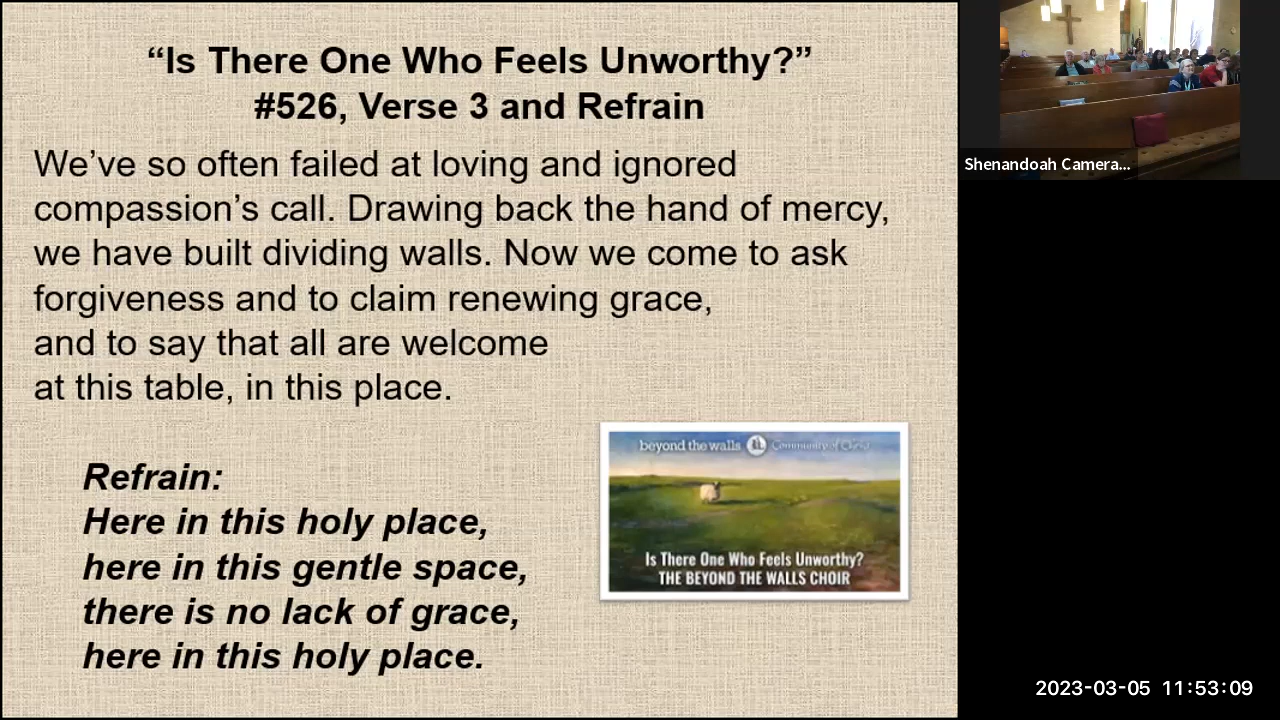 “Is There One Who Feels Unworthy?”
#526, Verse 3 and Refrain
We’ve so often failed at loving and ignored
compassion’s call. Drawing back the hand of mercy,
we have built dividing walls. Now we come to ask
forgiveness and to claim renewing grace,
and to say that all are welcome
at this table, in this place.
Refrain:
Here in this holy place,
here in this gentle space,
there is no lack of grace,
here in this holy place.
beyond the walls Community of Christ
Is There One Who Feels Unworthy?
THE BEYOND THE WALLS CHOIR
Shenandoah Camera...
2023-03-05 11:53:09